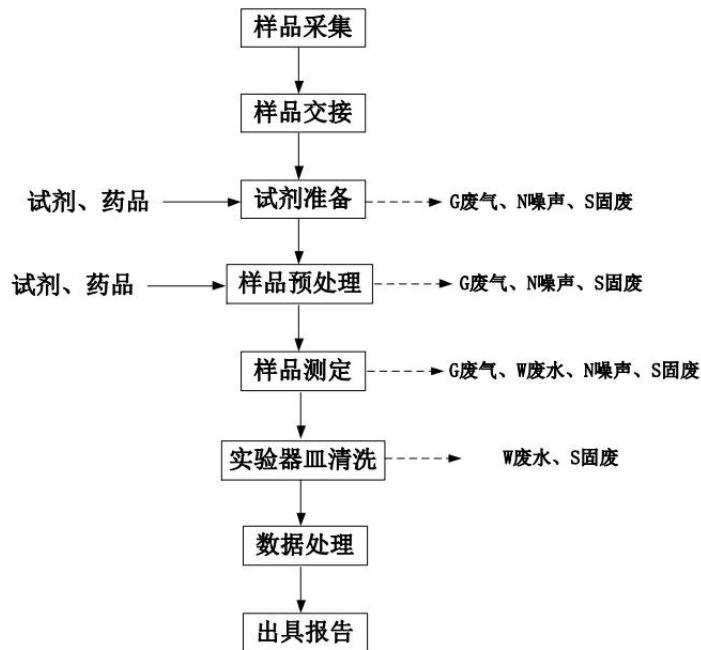 样品采集
样品交接
试剂、药品
试剂准备
G废气、N噪声、S固废
试剂、药品
样品预处理
G废气、N噪声、S固废
样品测定
G废气、W废水、N噪声、S固废
实验器皿清洗
W废水、S固废
数据处理
出具报告